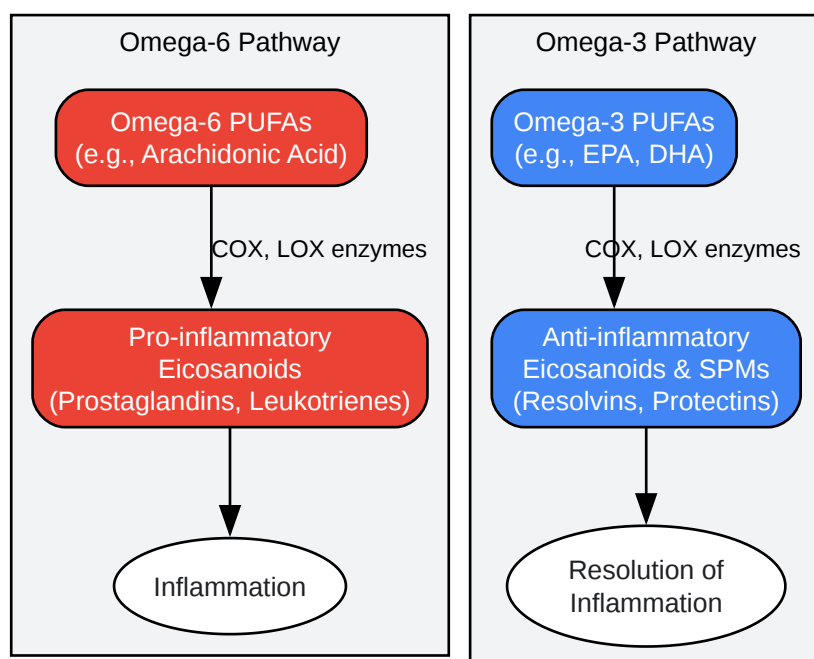 Omega-6 Pathway
Omega-6 PUFAs
(e.g., Arachidonic Acid)
COX, LOX enzymes
Pro-inflammatory
Eicosanoids
(Prostaglandins, Leukotrienes)
Inflammation
Omega-3 Pathway
Omega-3 PUFAs
(e.g., EPA, DHA)
COX, LOX enzymes
Anti-inflammatory
Eicosanoids & SPMs
(Resolvins, Protectins)
Resolution of
Inflammation